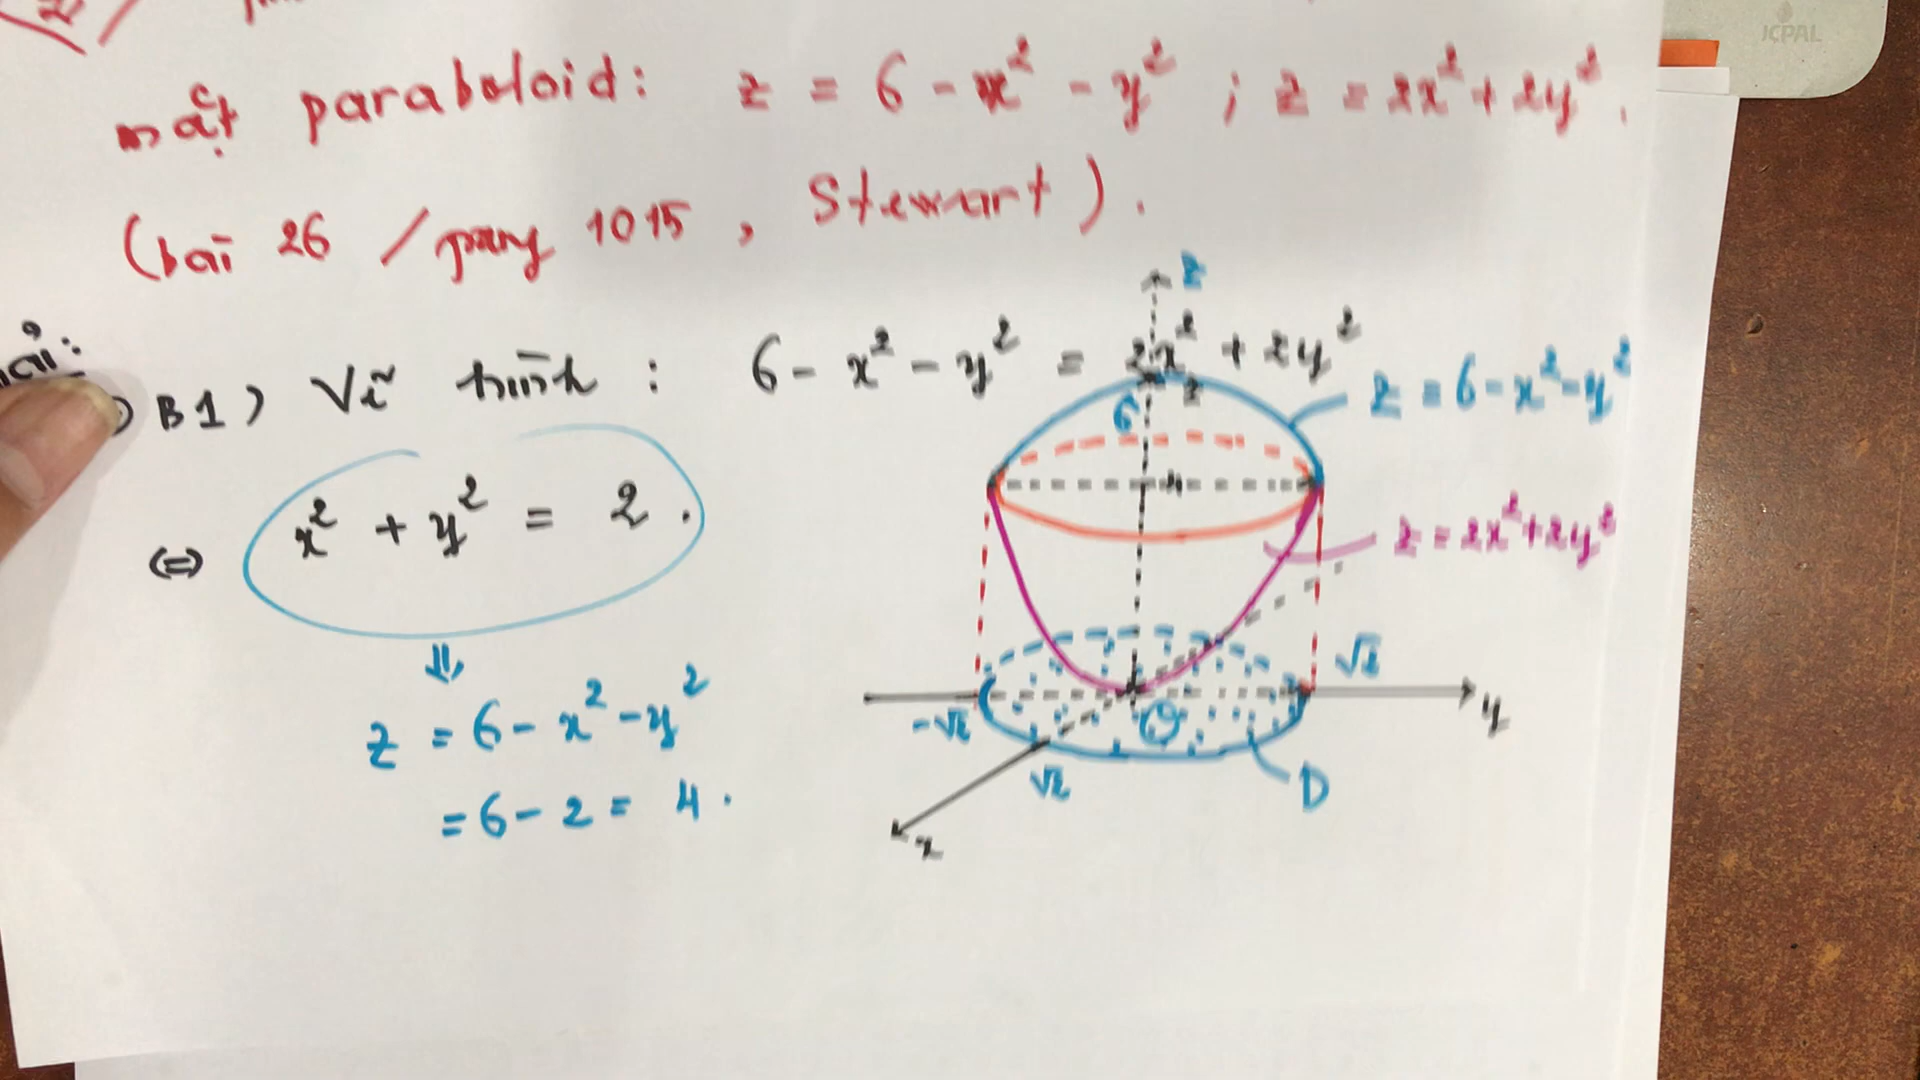 mặt paraboloid: z = 6 - x² - y² ; z = 2x² + 2y² .
(bài 26 / trang 1015 , Stewart ) .
B1) Vẽ hình : 6 - x² - y² = 2x² + 2y²
(=) x² + y² = 2 .
⇓
z = 6 - x² - y²
= 6 - 2 = 4 .
z
6
z = 6 - x² - y²
4
z = 2x² + 2y²
√2
-√2
O
y
√2
D
x
JCPAL